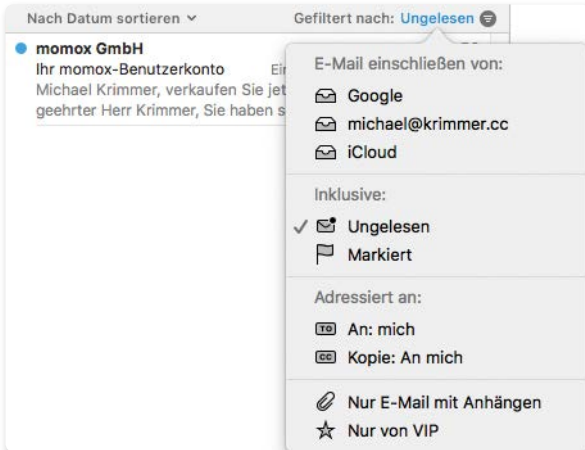 Nach Datum sortieren
Gefiltert nach: Ungelesen
momox GmbH
Ihr momox-Benutzerkonto
Michael Krimmer, verkaufen Sie
geehrter Herr Krimmer, Sie haben
E-Mail einschließen von:
Google
michael@krimmer.cc
iCloud
Inklusive:
✓ Ungelesen
Markiert
Adressiert an:
TO An: mich
CC Kopie: An mich
Nur E-Mail mit Anhängen
Nur von VIP